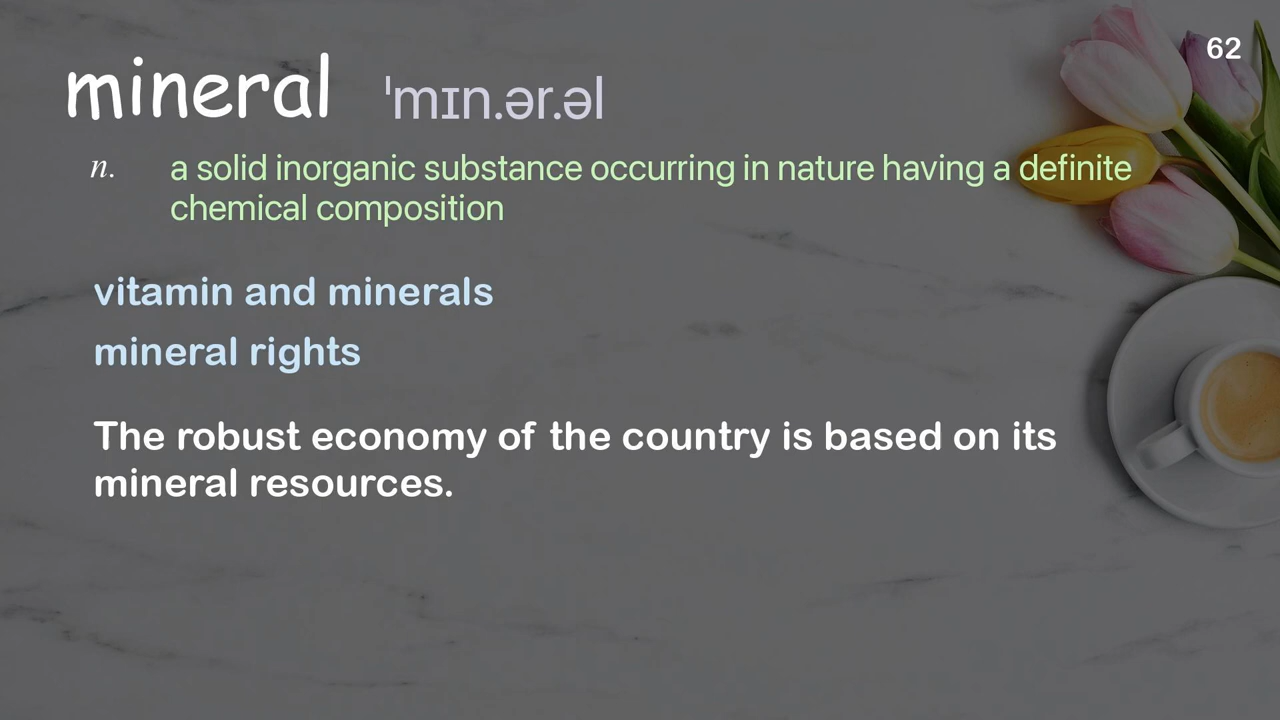 62
mineral ˈmɪn.ər.əl
n. a solid inorganic substance occurring in nature having a definite
chemical composition
vitamin and minerals
mineral rights
The robust economy of the country is based on its
mineral resources.